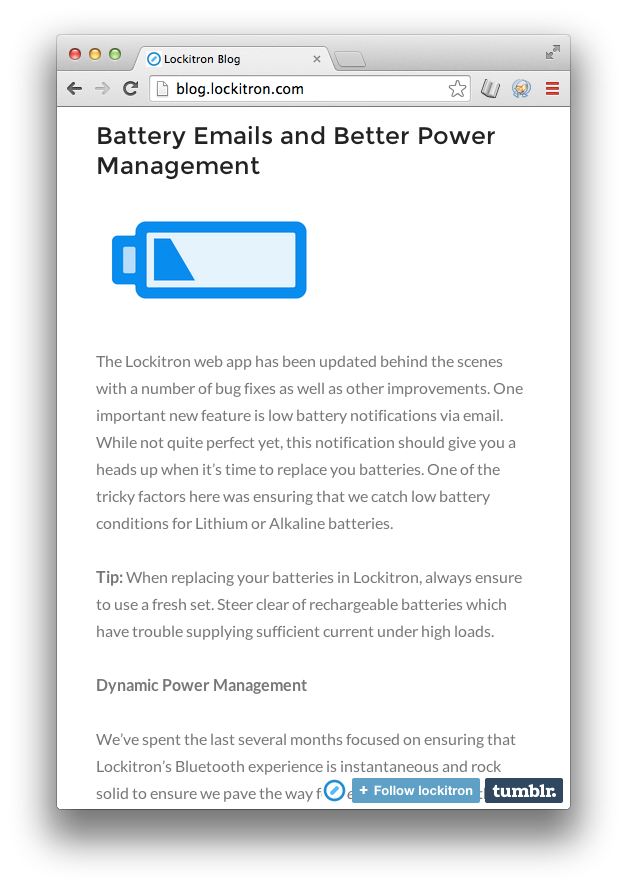 Lockitron Blog
blog.lockitron.com
Battery Emails and Better Power
Management
The Lockitron web app has been updated behind the scenes
with a number of bug fixes as well as other improvements. One
important new feature is low battery notifications via email.
While not quite perfect yet, this notification should give you a
heads up when it’s time to replace you batteries. One of the
tricky factors here was ensuring that we catch low battery
conditions for Lithium or Alkaline batteries.
Tip: When replacing your batteries in Lockitron, always ensure
to use a fresh set. Steer clear of rechargeable batteries which
have trouble supplying sufficient current under high loads.
Dynamic Power Management
We’ve spent the last several months focused on ensuring that
Lockitron’s Bluetooth experience is instantaneous and rock
solid to ensure we pave the way
+ Follow lockitron
tumblr.